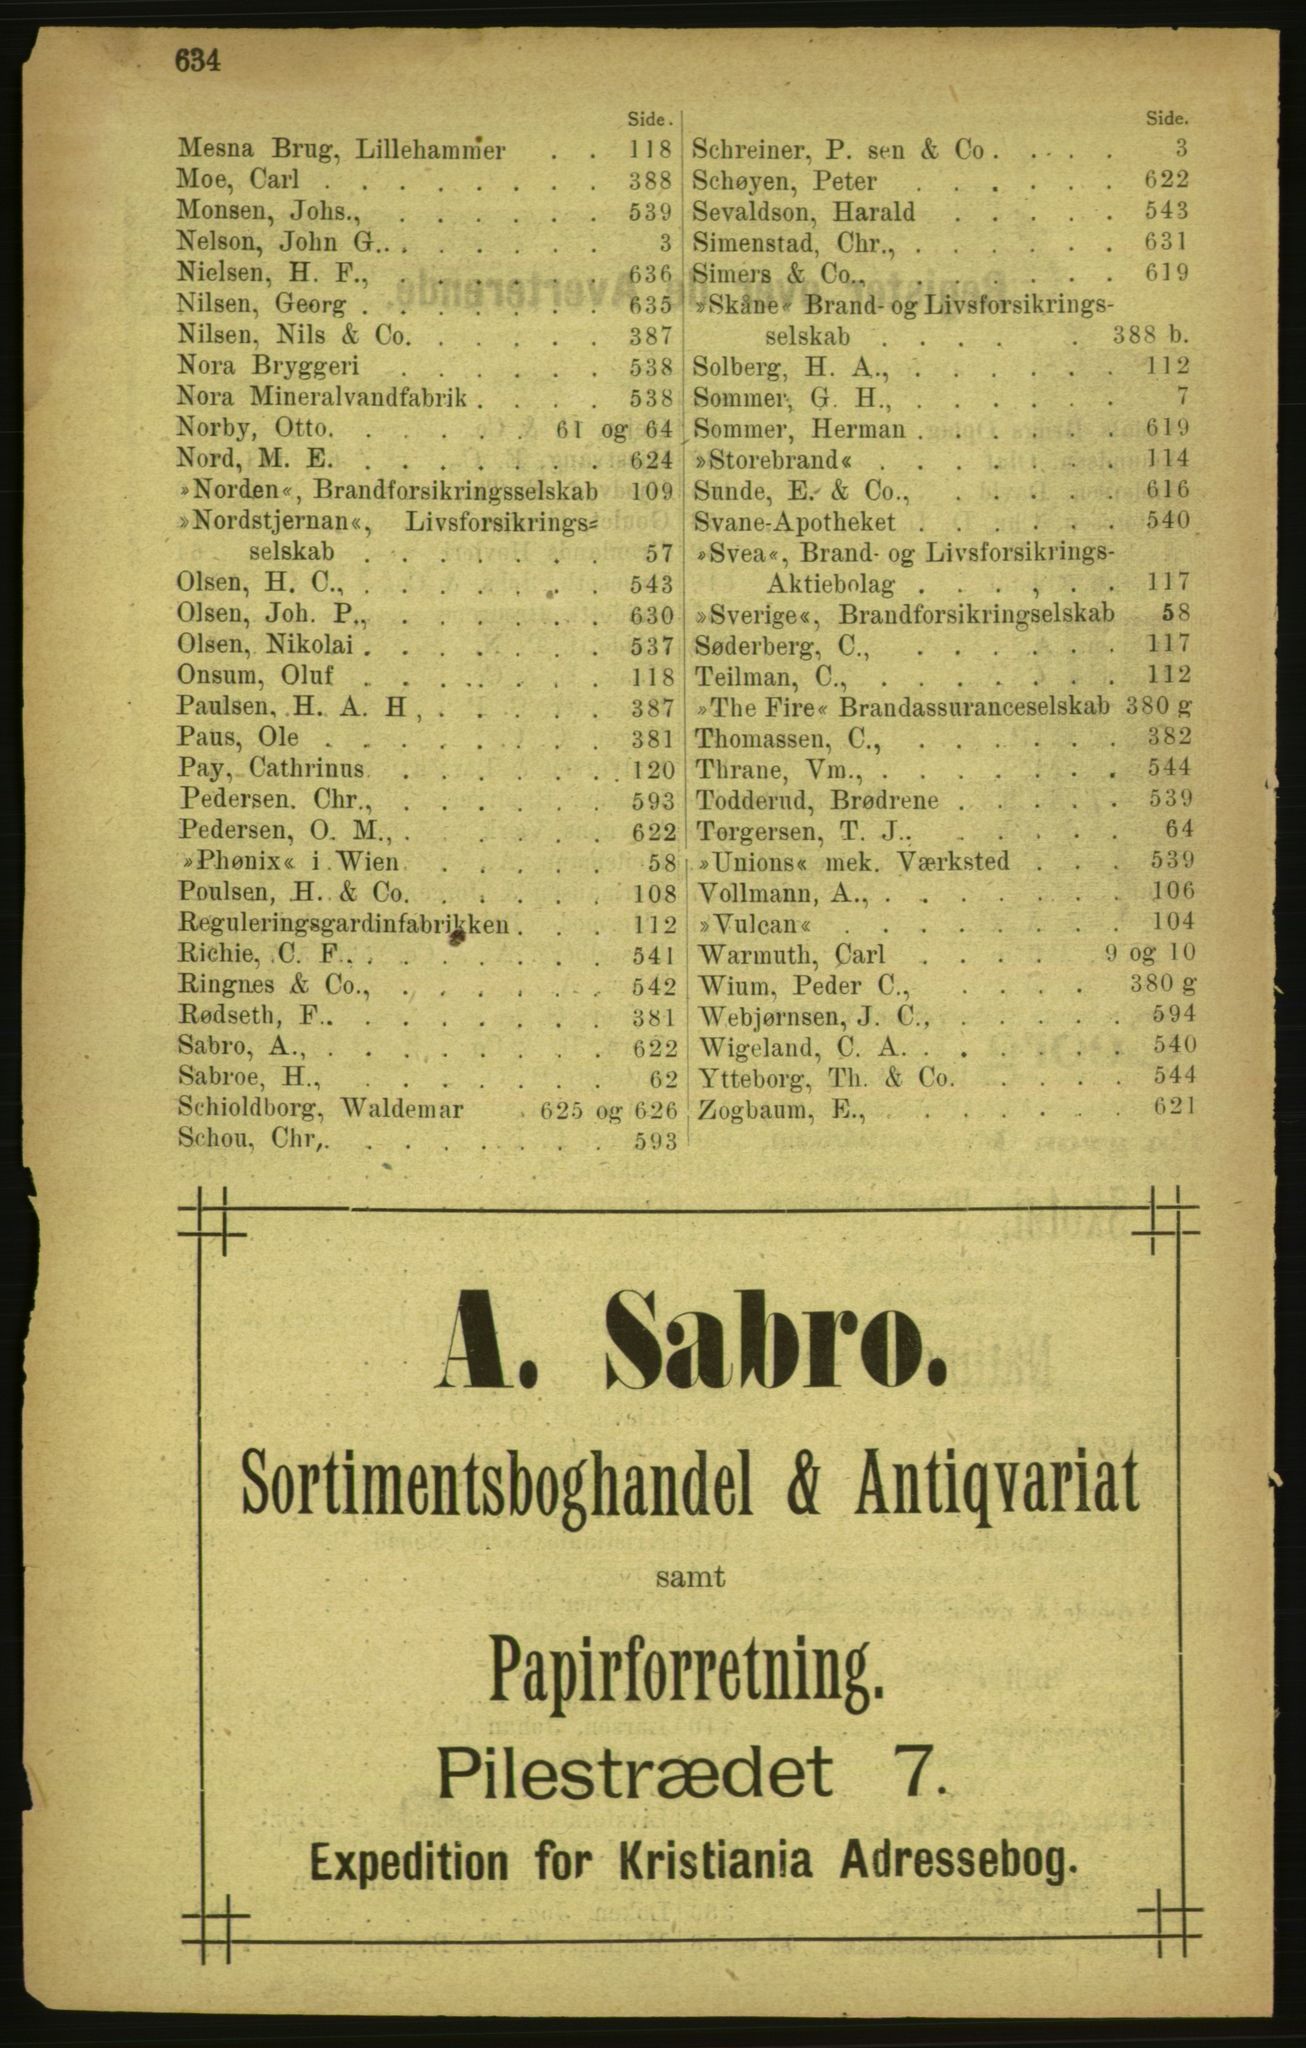 634
Side.
Mesna Brug, Lillehammer . . 118
Moe, Carl . . . . . . . . 388
Monsen, Johs., . . . . . . 539
Nelson, John G. . . . . . . . 3
Nielsen, H. F., . . . . . . . 636
Nilsen, Georg . . . . . . . 635
Nilsen, Nils & Co. . . . . . 387
Nora Bryggeri . . . . . . 538
Nora Mineralvandfabrik . . . . 538
Norby, Otto. . . . . . 61 og 64
Nord, M. E. . . . . . . . 624
»Norden«, Brandforsikringsselskab 109
»Nordstjernan«, Livsforsikrings-
selskab . . . . . . . 57
Olsen, H. C., . . . . . . . 543
Olsen, Joh. P., . . . . . . 630
Olsen, Nikolai . . . . . . . 537
Onsum, Oluf . . . . . . . 118
Paulsen, H. A. H , . . . . . 387
Paus, Ole . . . . . . . . 381
Pay, Cathrinus . . . . . . 120
Pedersen. Chr., . . . . . . 593
Pedersen, O. M., . . . . . . 622
»Phønix« i Wien . . . . . 58
Poulsen, H. & Co. . . . . . 108
Reguleringsgardinfabrikken . . . 112
Richie, C. F. . . . . . . . 541
Ringnes & Co., . . . . . . 542
Rødseth, F. . . . . . . . . 381
Sabro, A., . . . . . . . . 622
Sabroe, H., . . . . . . . 62
Schioldborg, Waldemar . 625 og 626
Schou, Chr,. . . . . . . . 593
Side.
Schreiner, P. sen & Co . . . . . 3
Schøyen, Peter . . . . . . 622
Sevaldson, Harald . . . . . 543
Simenstad, Chr., . . . . . . 631
Simers & Co., . . . . . . 619
»Skåne« Brand- og Livsforsikrings-
selskab . . . . . 388 b.
Solberg, H. A., . . . . . . 112
Sommer, G. H., . . . . . . 7
Sommer, Herman . . . . . . 619
»Storebrand« . . . . . . . 114
Sunde, E. & Co., . . . . . 616
Svane-Apotheket . . . . . . 540
»Svea«, Brand- og Livsforsikrings-
Aktiebolag . . . , . . 117
»Sverige«, Brandforsikringselskab 58
Søderberg, C., . . . . . . 117
Teilman, C., . . . . . . . 112
»The Fire« Brandassuranceselskab 380 g
Thomassen, C., . . . . . . 382
Thrane, Vm., . . . . . . . 544
Todderud, Brødrene . . . . . 539
Torgersen, T. J. . . . . . . 64
»Unions« mek. Værksted . . . 539
Vollmann, A., . . . . . . . 106
»Vulcan« . . . . . . . . 104
Warmuth, Carl . . . . 9 og 10
Wium, Peder C., . . . . 380 g
Webjørnsen, J. C., . . . . . 594
Wigeland, C. A. . . . . . . 540
Ytteborg, Th. & Co. . . . . 544
Zogbaum, E., . . . . . . . 621
A. Sabro.
Sortimentsboghandel & Antiqvariat
samt
Papirforretning.
Pilestrædet 7.
Expedition for Kristiania Adressebog.